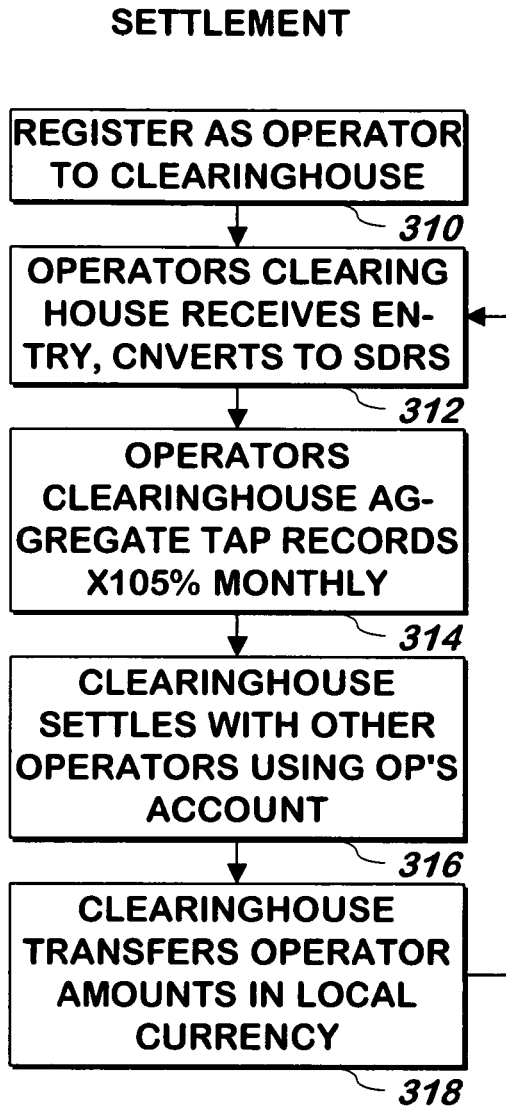 SETTLEMENT
REGISTER AS OPERATOR
TO CLEARINGHOUSE
310
OPERATORS CLEARING
HOUSE RECEIVES EN-
TRY, CNVERTS TO SDRS
312
OPERATORS
CLEARINGHOUSE AG-
GREGATE TAP RECORDS
X105% MONTHLY
314
CLEARINGHOUSE
SETTLES WITH OTHER
OPERATORS USING OP'S
ACCOUNT
316
CLEARINGHOUSE
TRANSFERS OPERATOR
AMOUNTS IN LOCAL
CURRENCY
318